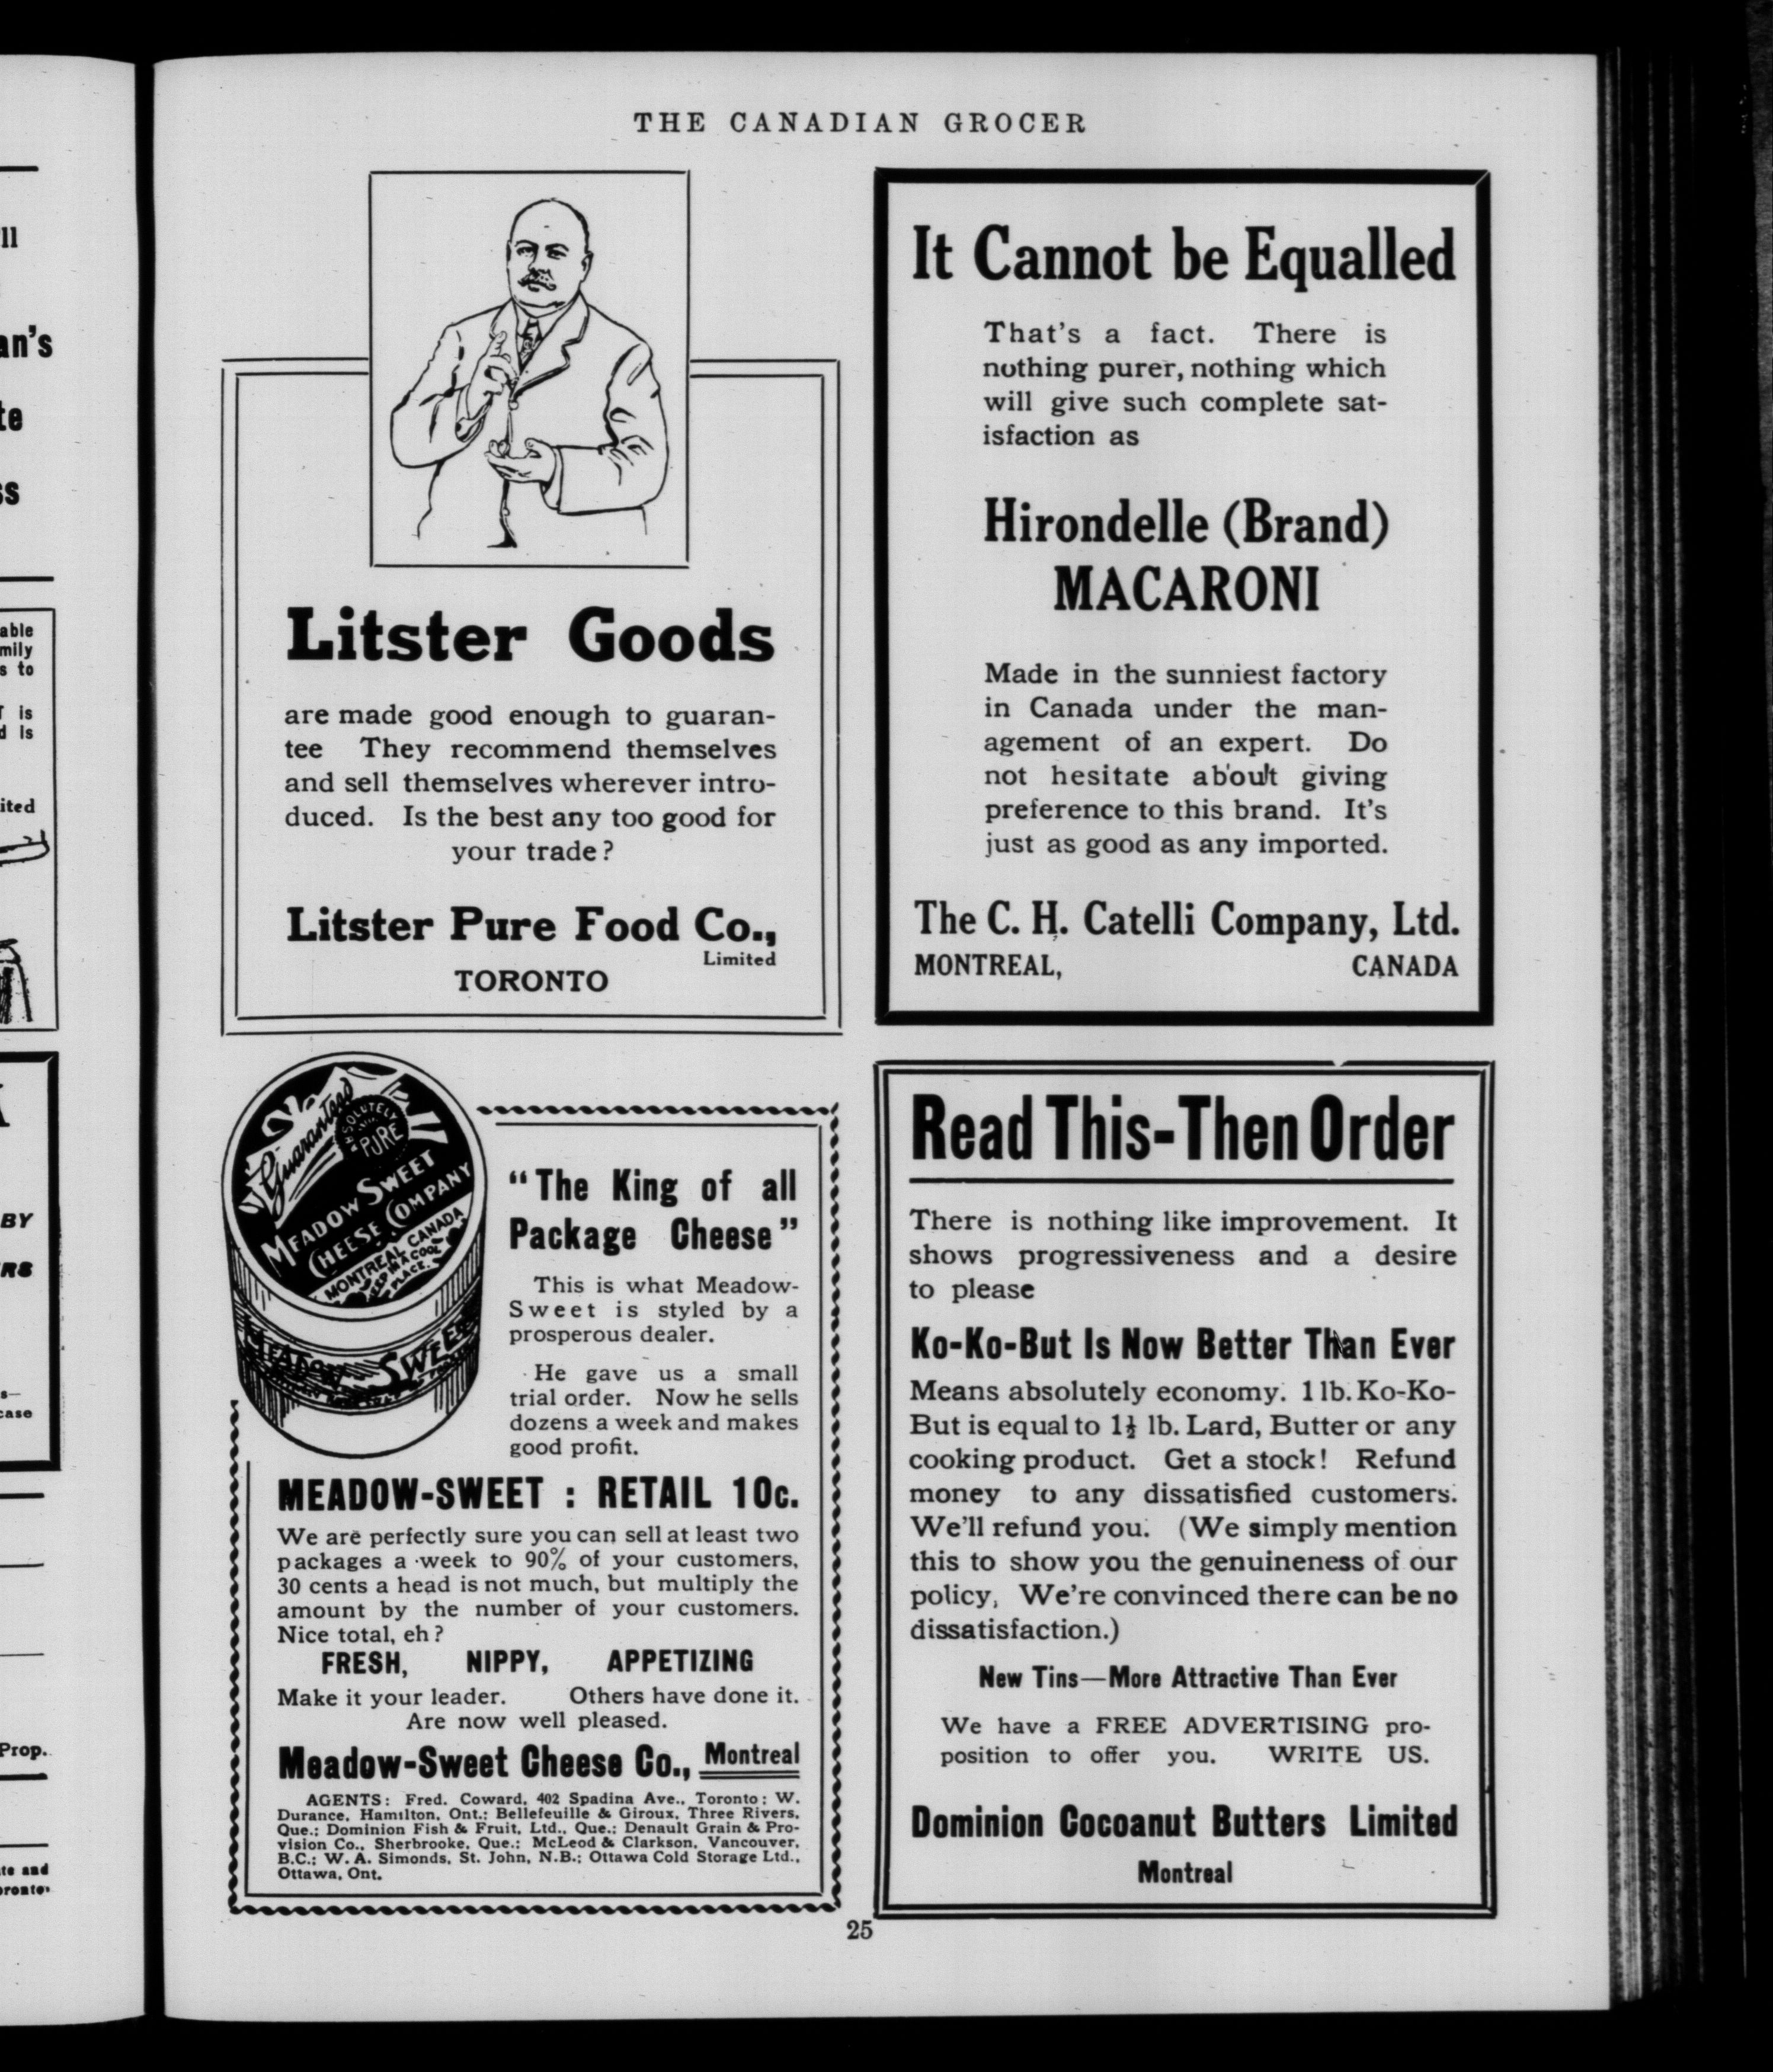 THE CANADIAN GROCER
Litster Goods
are made good enough to guaran-
tee They recommend themselves
and sell themselves wherever intro-
duced. Is the best any too good for
your trade?
Litster Pure Food Co.,
Limited
TORONTO
It Cannot be Equalled
That's a fact. There is
nothing purer, nothing which
will give such complete sat-
isfaction as
Hirondelle (Brand)
MACARONI
Made in the sunniest factory
in Canada under the man-
agement of an expert. Do
not hesitate about giving
preference to this brand. It's
just as good as any imported.
The C. H. Catelli Company, Ltd.
MONTREAL, CANADA
Guaranteed
ABSOLUTELY
PURE
MEADOW SWEET
CHEESE COMPANY
MONTREAL CANADA
KEEP IN A COOL
PLACE.
MEADOW SWEET
"The King of all
Package Cheese"
This is what Meadow-
Sweet is styled by a
prosperous dealer.
He gave us a small
trial order. Now he sells
dozens a week and makes
good profit.
MEADOW-SWEET : RETAIL 10c.
We are perfectly sure you can sell at least two
packages a week to 90% of your customers,
30 cents a head is not much, but multiply the
amount by the number of your customers.
Nice total, eh?
FRESH, NIPPY, APPETIZING
Make it your leader. Others have done it.
Are now well pleased.
Meadow-Sweet Cheese Co., Montreal
AGENTS: Fred. Coward, 402 Spadina Ave., Toronto; W.
Durance, Hamilton, Ont.; Bellefeuille & Giroux, Three Rivers,
Que.; Dominion Fish & Fruit, Ltd., Que.; Denault Grain & Pro-
vision Co., Sherbrooke, Que.; McLeod & Clarkson, Vancouver,
B.C.; W. A. Simonds, St. John, N.B.; Ottawa Cold Storage Ltd.,
Ottawa, Ont.
Read This-Then Order
There is nothing like improvement. It
shows progressiveness and a desire
to please
Ko-Ko-But Is Now Better Than Ever
Means absolutely economy. 1 lb. Ko-Ko-
But is equal to 1½ lb. Lard, Butter or any
cooking product. Get a stock! Refund
money to any dissatisfied customers.
We'll refund you. (We simply mention
this to show you the genuineness of our
policy, We're convinced there can be no
dissatisfaction.)
New Tins—More Attractive Than Ever
We have a FREE ADVERTISING pro-
position to offer you. WRITE US.
Dominion Cocoanut Butters Limited
Montreal
25